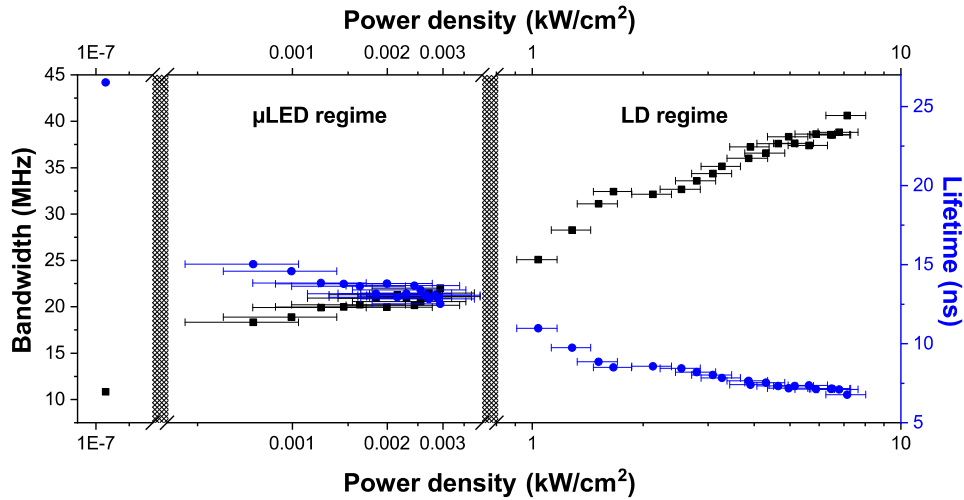 Power density (kW/cm²)
1E-7 0.001 0.002 0.003 1 10
45
40
35
30
25
20
15
10
Bandwidth (MHz)
µLED regime
LD regime
25
20
15
10
5
Lifetime (ns)
1E-7 0.001 0.002 0.003 1 10
Power density (kW/cm²)